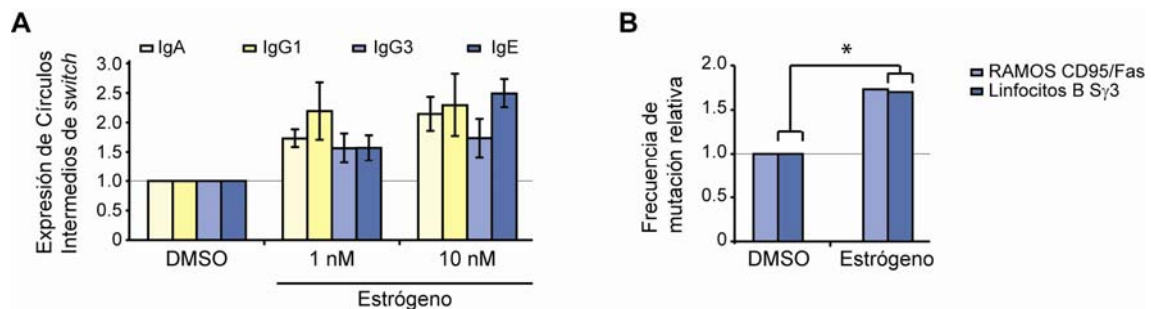 A
IgA IgG1 IgG3 IgE
Expresión de Círculos
Intermedios de switch
3.0
2.5
2.0
1.5
1.0
0.5
0
DMSO 1 nM 10 nM
Estrógeno
B
*
RAMOS CD95/Fas
Linfocitos B Sγ3
Frecuencia de
mutación relativa
2.0
1.5
1.0
0.5
0
DMSO Estrógeno